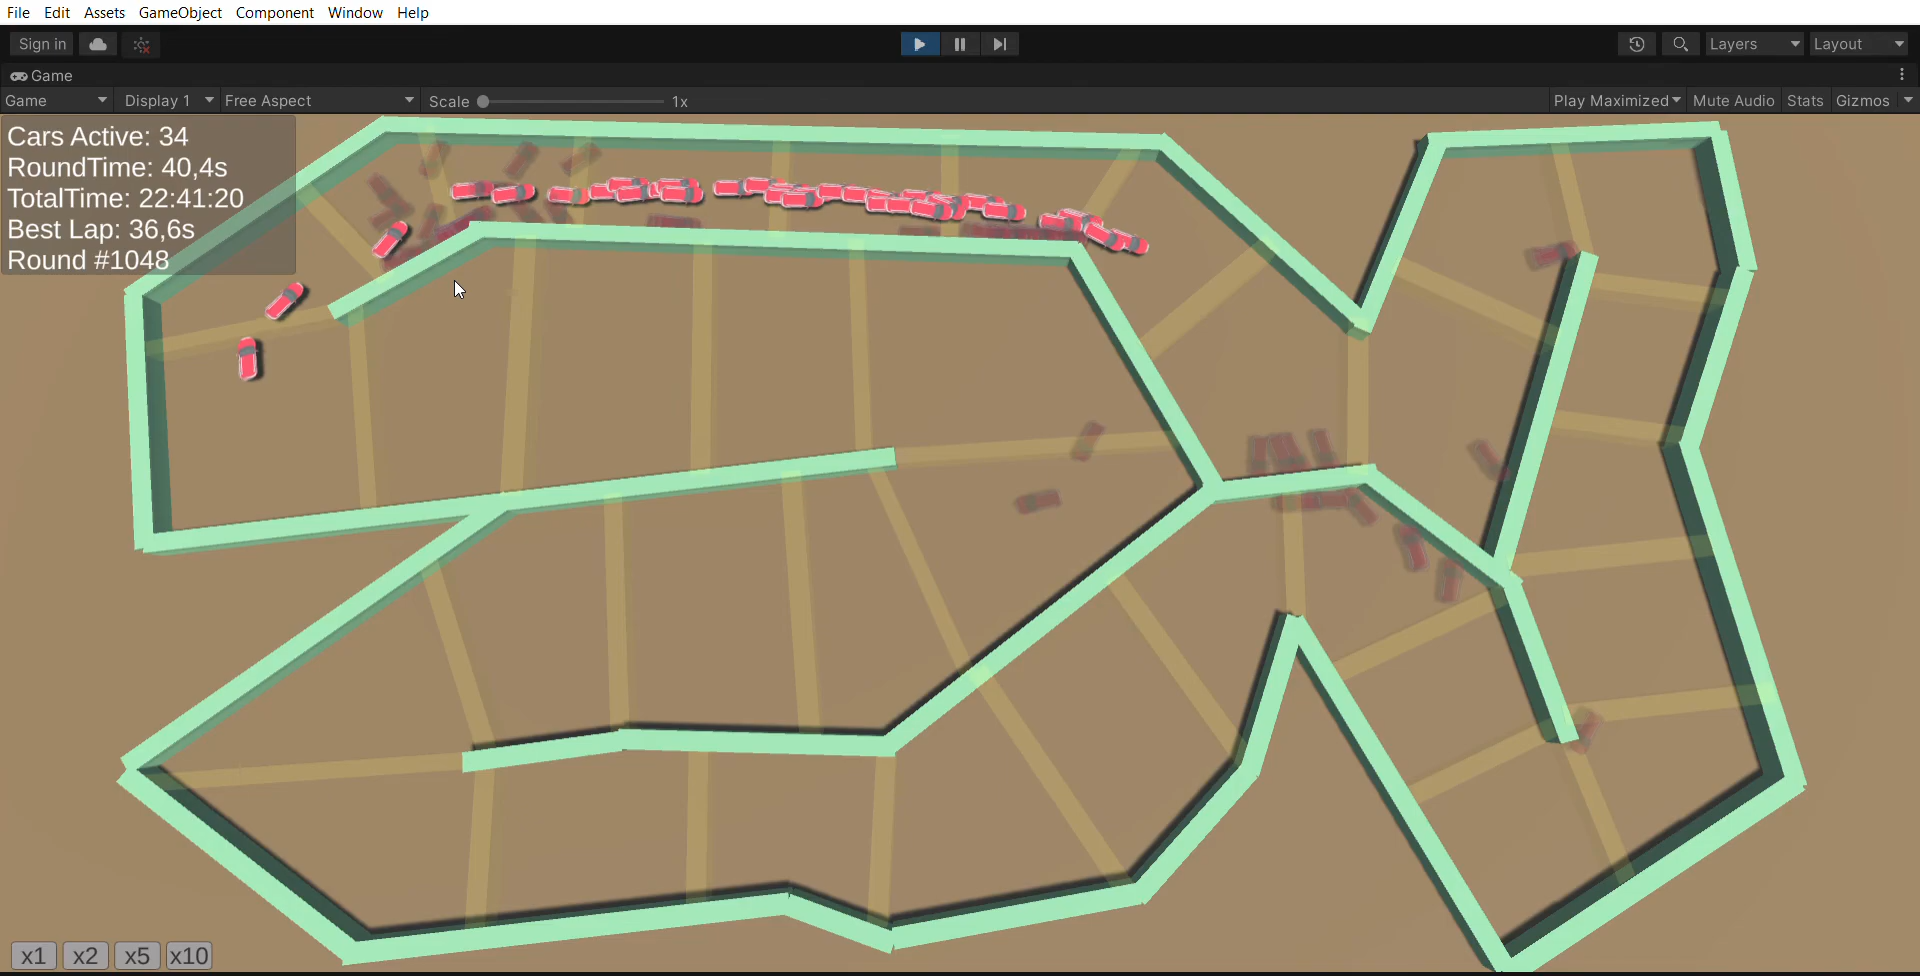 File Edit Assets GameObject Component Window Help
Sign in Layers Layout
Game
Game Display 1 Free Aspect Scale 1x Play Maximized Mute Audio Stats Gizmos
Cars Active: 34
RoundTime: 40,4s
TotalTime: 22:41:20
Best Lap: 36,6s
Round #1048
x1 x2 x5 x10